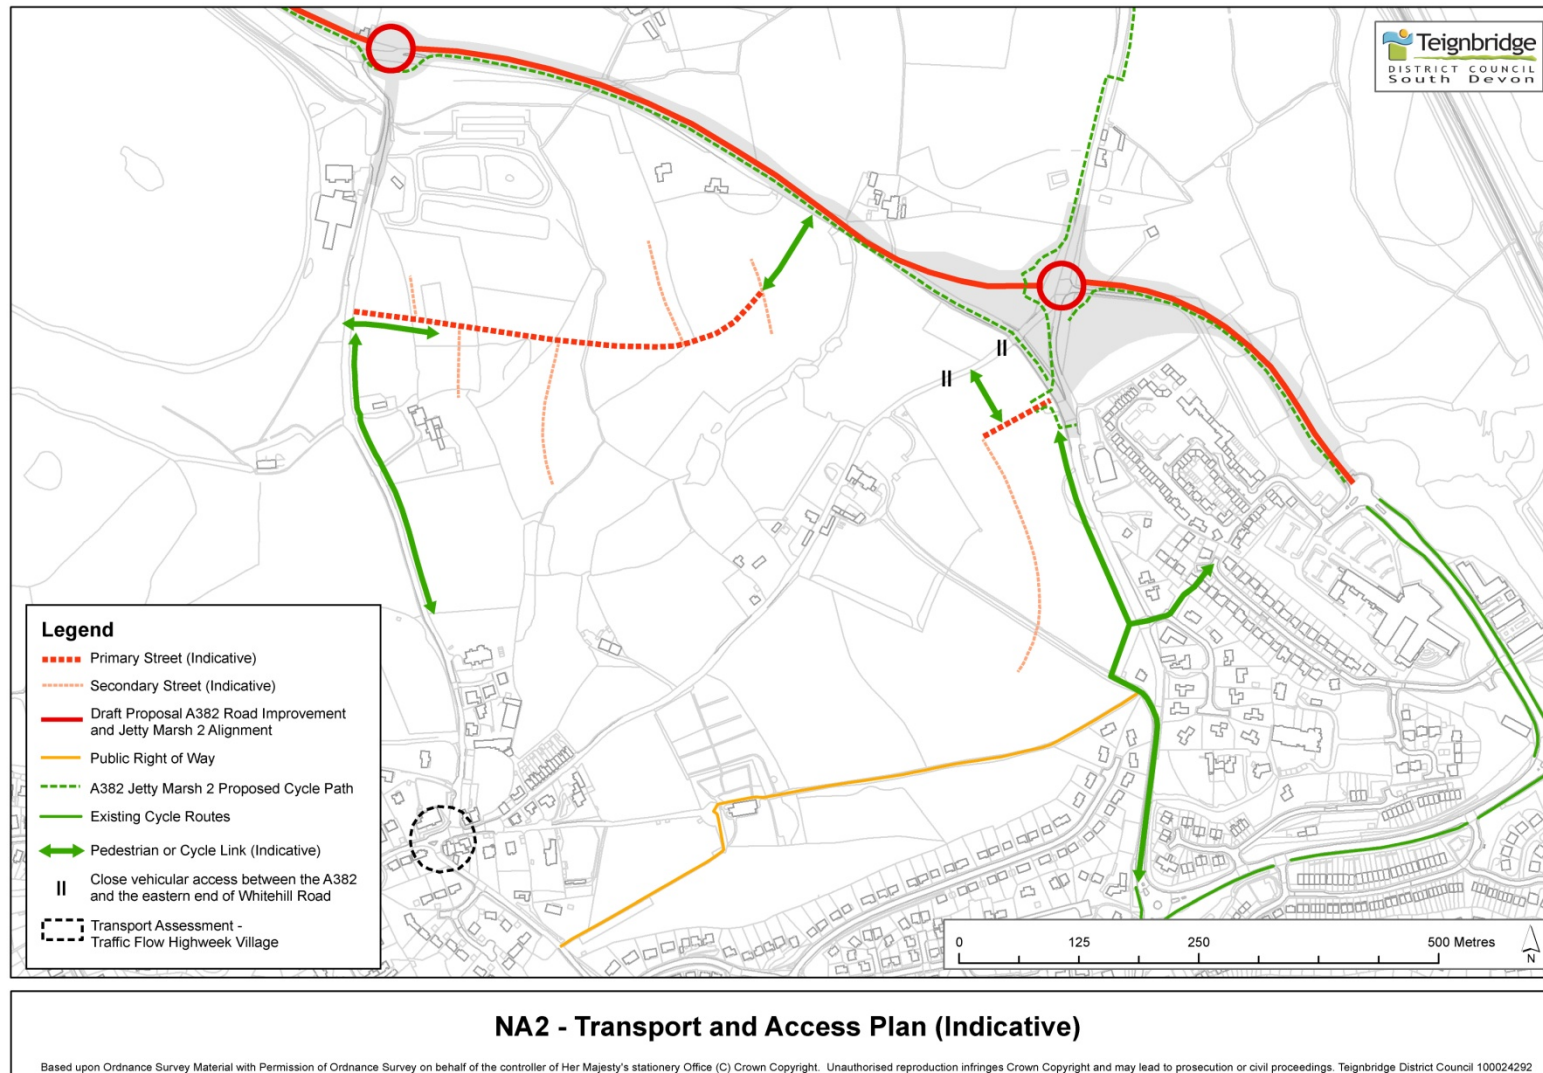 Teignbridge
DISTRICT COUNCIL
South Devon
II
II
Legend
Primary Street (Indicative)
Secondary Street (Indicative)
Draft Proposal A382 Road Improvement
and Jetty Marsh 2 Alignment
Public Right of Way
A382 Jetty Marsh 2 Proposed Cycle Path
Existing Cycle Routes
Pedestrian or Cycle Link (Indicative)
II
Close vehicular access between the A382
and the eastern end of Whitehill Road
Transport Assessment -
Traffic Flow Highweek Village
0 125 250 500 Metres
N
NA2 - Transport and Access Plan (Indicative)
Based upon Ordnance Survey Material with Permission of Ordnance Survey on behalf of the controller of Her Majesty's stationery Office (C) Crown Copyright. Unauthorised reproduction infringes Crown Copyright and may lead to prosecution or civil proceedings. Teignbridge District Council 100024292